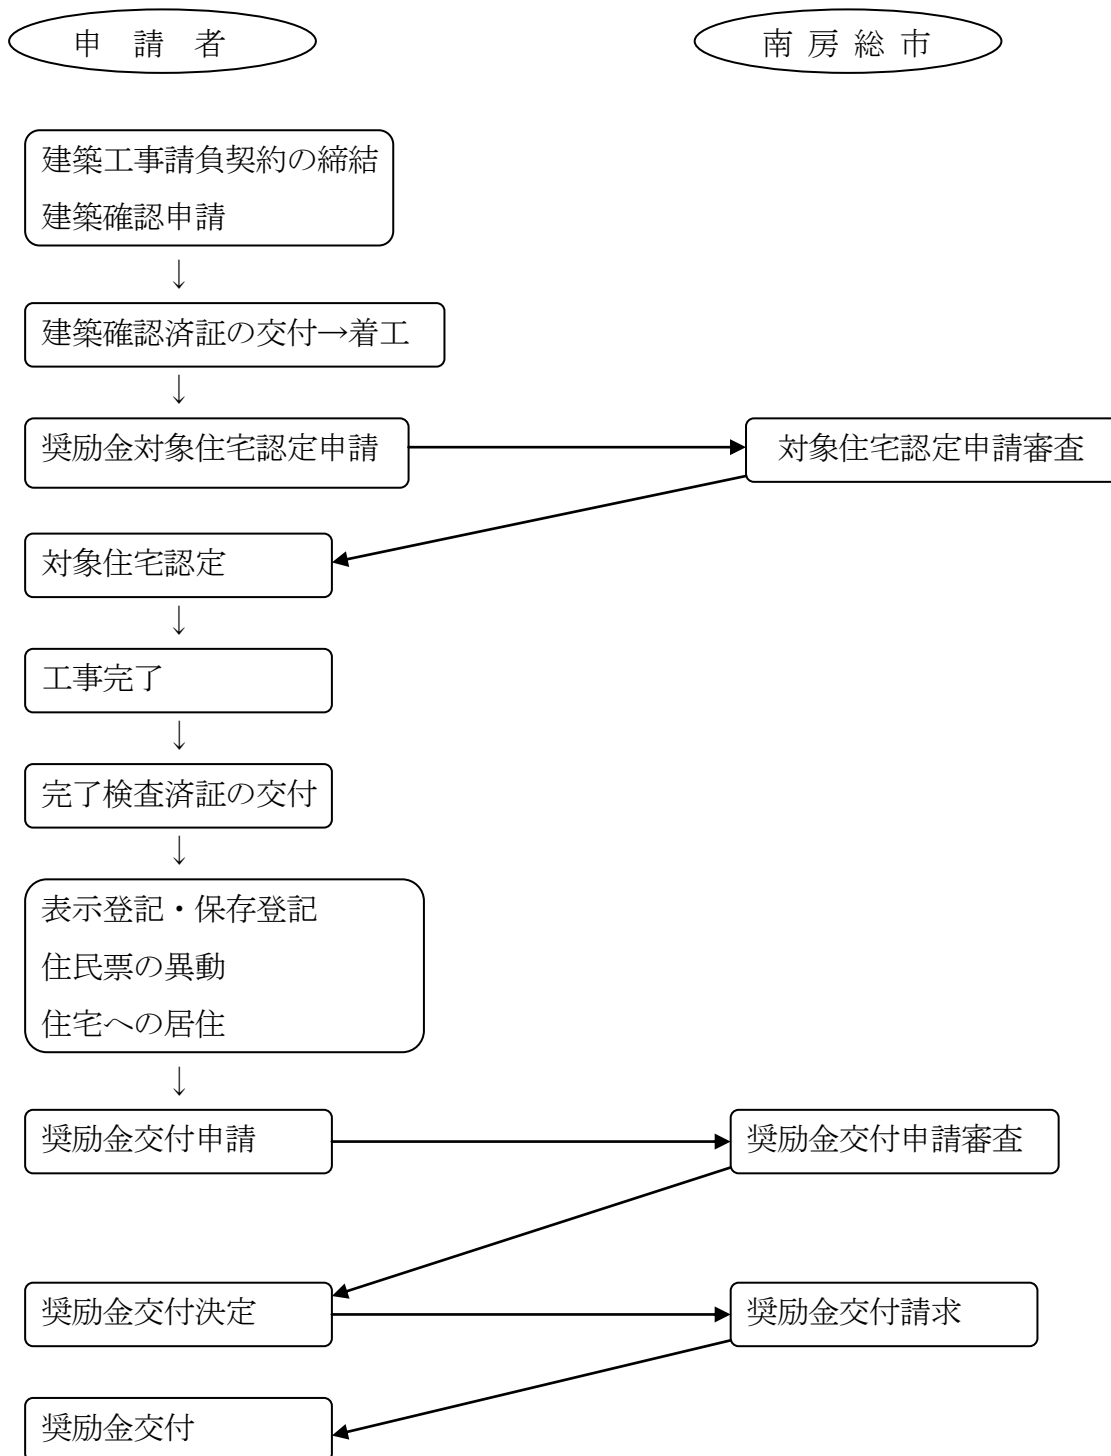 申 請 者
南 房 総 市
建築工事請負契約の締結
建築確認申請
↓
建築確認済証の交付→着工
↓
奨励金対象住宅認定申請
対象住宅認定申請審査
対象住宅認定
↓
工事完了
↓
完了検査済証の交付
↓
表示登記・保存登記
住民票の異動
住宅への居住
↓
奨励金交付申請
奨励金交付申請審査
奨励金交付決定
奨励金交付請求
奨励金交付